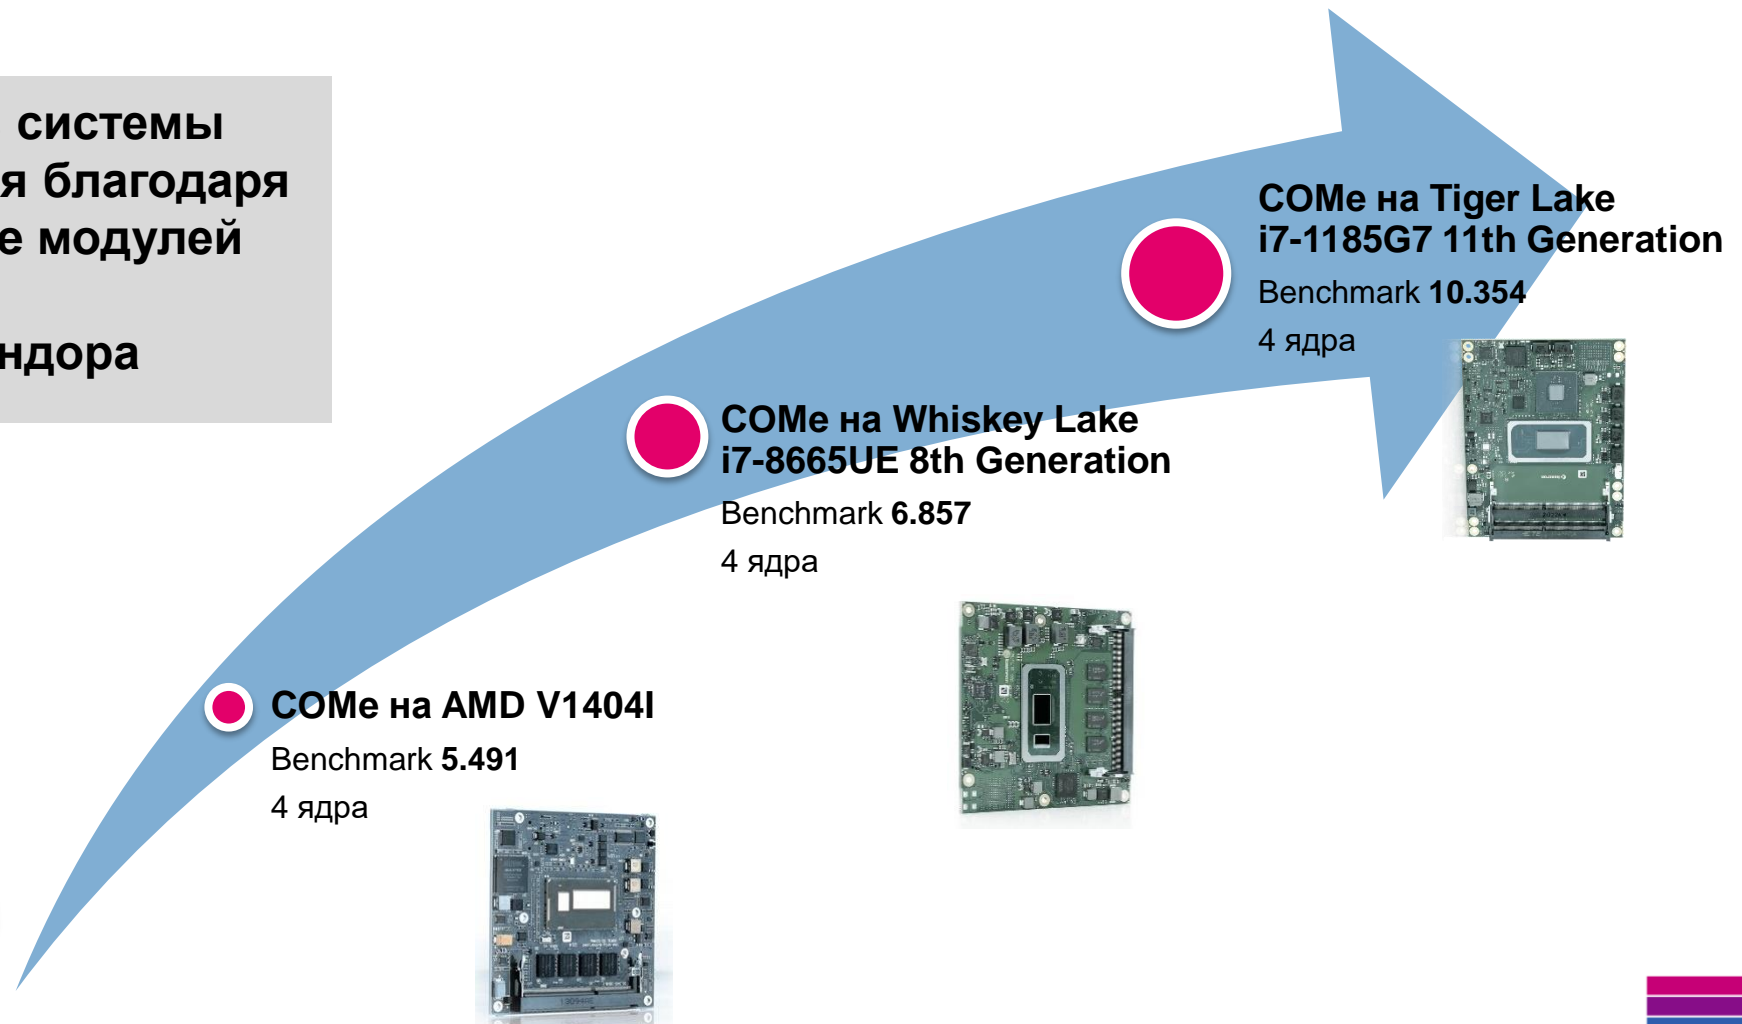 системы
я благодаря
е модулей
ндора
COMe на Tiger Lake
i7-1185G7 11th Generation
Benchmark 10.354
4 ядра
COMe на Whiskey Lake
i7-8665UE 8th Generation
Benchmark 6.857
4 ядра
COMe на AMD V1404I
Benchmark 5.491
4 ядра